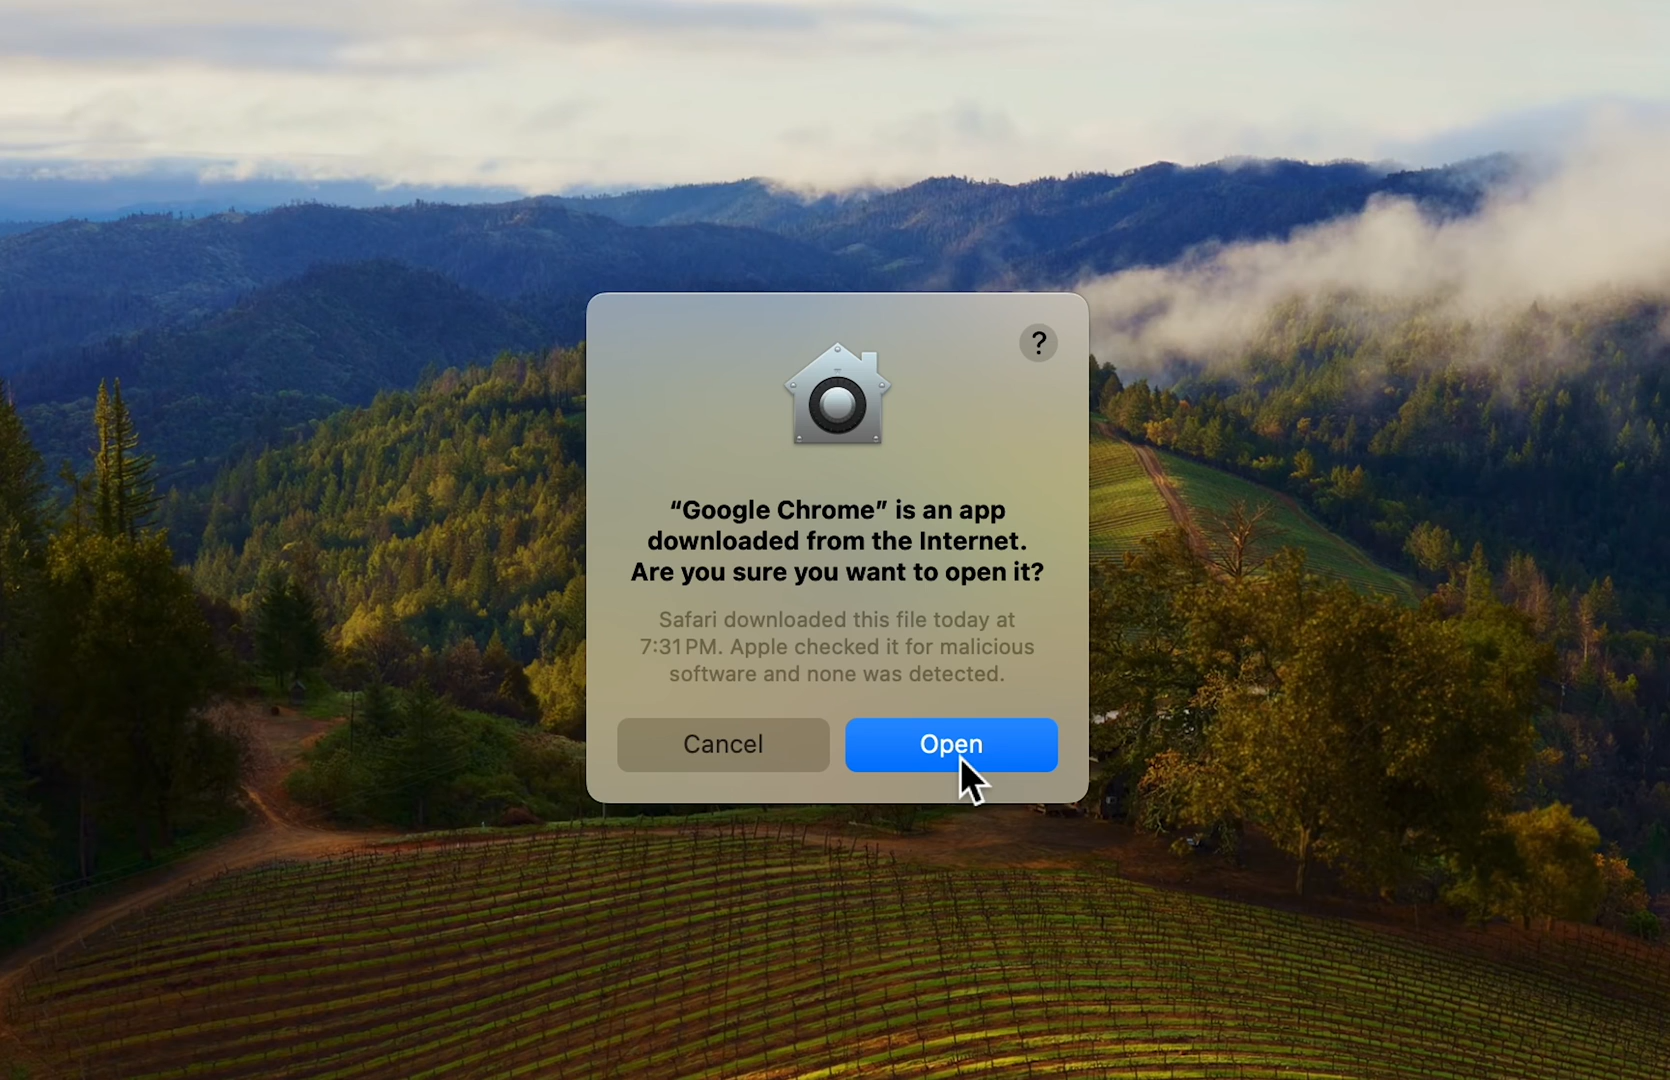 ?
“Google Chrome” is an app
downloaded from the Internet.
Are you sure you want to open it?
Safari downloaded this file today at
7:31 PM. Apple checked it for malicious
software and none was detected.
Cancel
Open